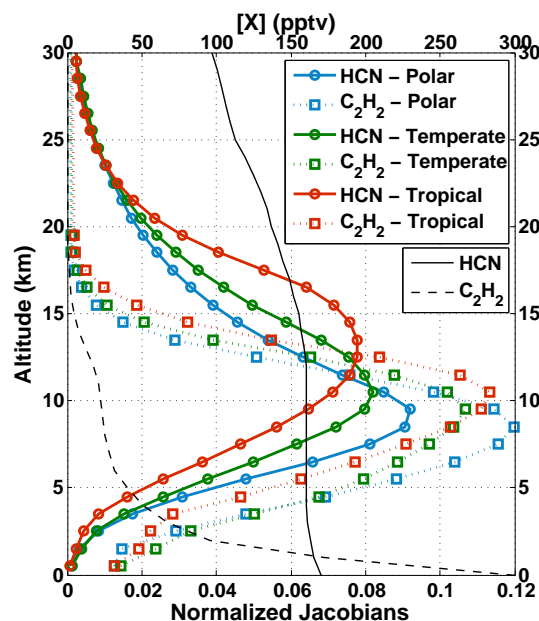 [X] (pptv)
0 50 100 150 200 250 300
30
25
20
15
10
5
0
Altitude (km)
HCN – Polar
C₂H₂ – Polar
HCN – Temperate
C₂H₂ – Temperate
HCN – Tropical
C₂H₂ – Tropical
HCN
C₂H₂
0 0.02 0.04 0.06 0.08 0.1 0.12
Normalized Jacobians